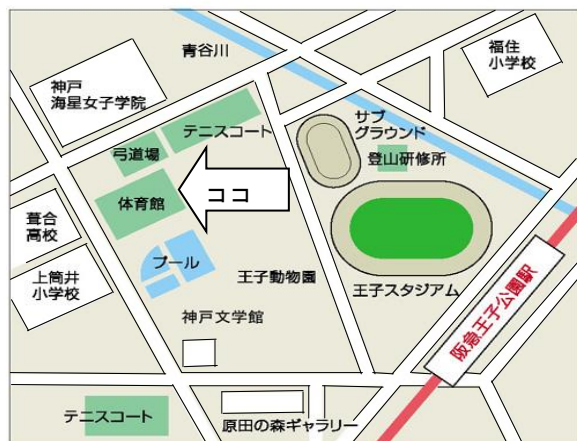 青谷川
福住
小学校
神戸
海星女子学院
テニスコート
サブ
グラウンド
弓道場
登山研修所
体育館
ココ
葺合
高校
プール
上筒井
小学校
王子動物園
王子スタジアム
神戸文学館
阪急王子公園駅
テニスコート
原田の森ギャラリー